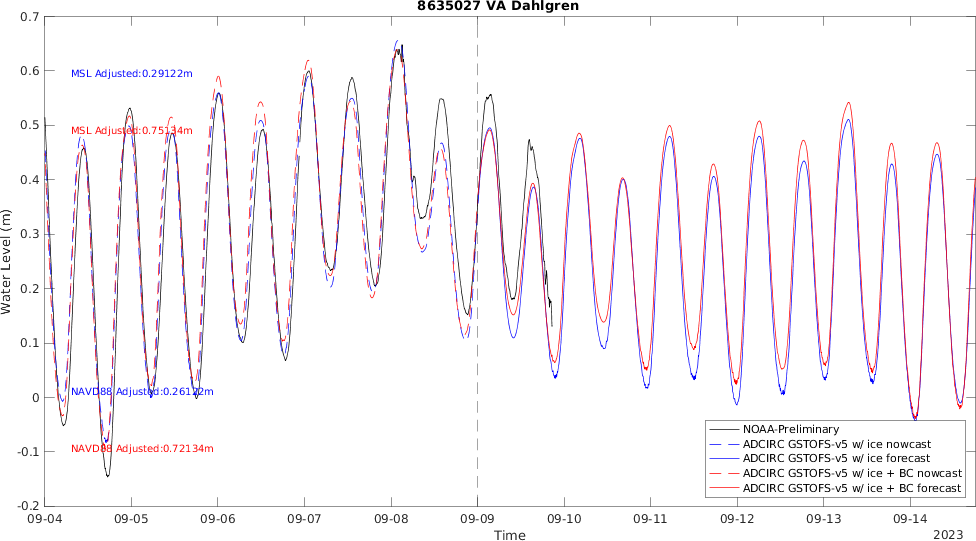 8635027 VA Dahlgren
0.7
0.6
0.5
0.4
0.3
0.2
0.1
0
-0.1
-0.2
Water Level (m)
MSL Adjusted:0.29122m
MSL Adjusted:0.75134m
NAVD88 Adjusted:0.26122m
NAVD88 Adjusted:0.72134m
NOAA-Preliminary
ADCIRC GSTOFS-v5 w/ ice nowcast
ADCIRC GSTOFS-v5 w/ ice forecast
ADCIRC GSTOFS-v5 w/ ice + BC nowcast
ADCIRC GSTOFS-v5 w/ ice + BC forecast
09-04 09-05 09-06 09-07 09-08 09-09 09-10 09-11 09-12 09-13 09-14
Time
2023